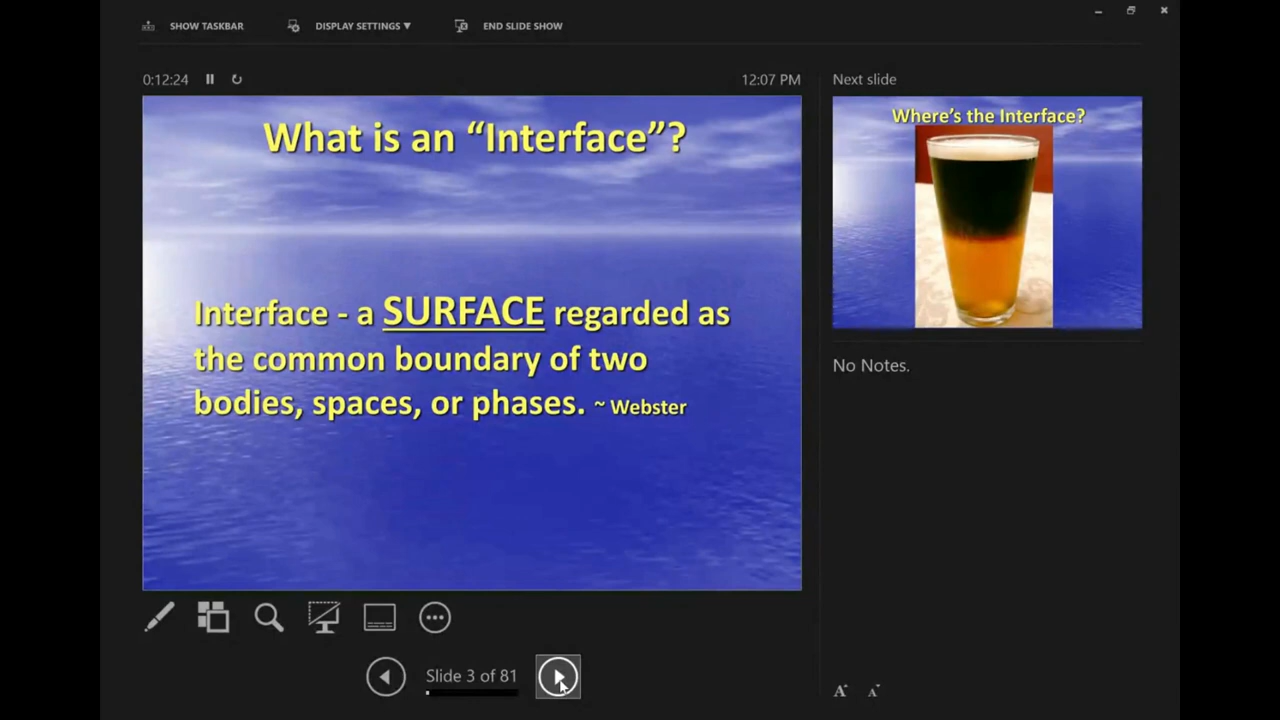 SHOW TASKBAR
DISPLAY SETTINGS ▼
END SLIDE SHOW
0:12:24
12:07 PM
What is an “Interface”?
Interface - a SURFACE regarded as
the common boundary of two
bodies, spaces, or phases. ~ Webster
Next slide
Where's the Interface?
No Notes.
Slide 3 of 81
A A